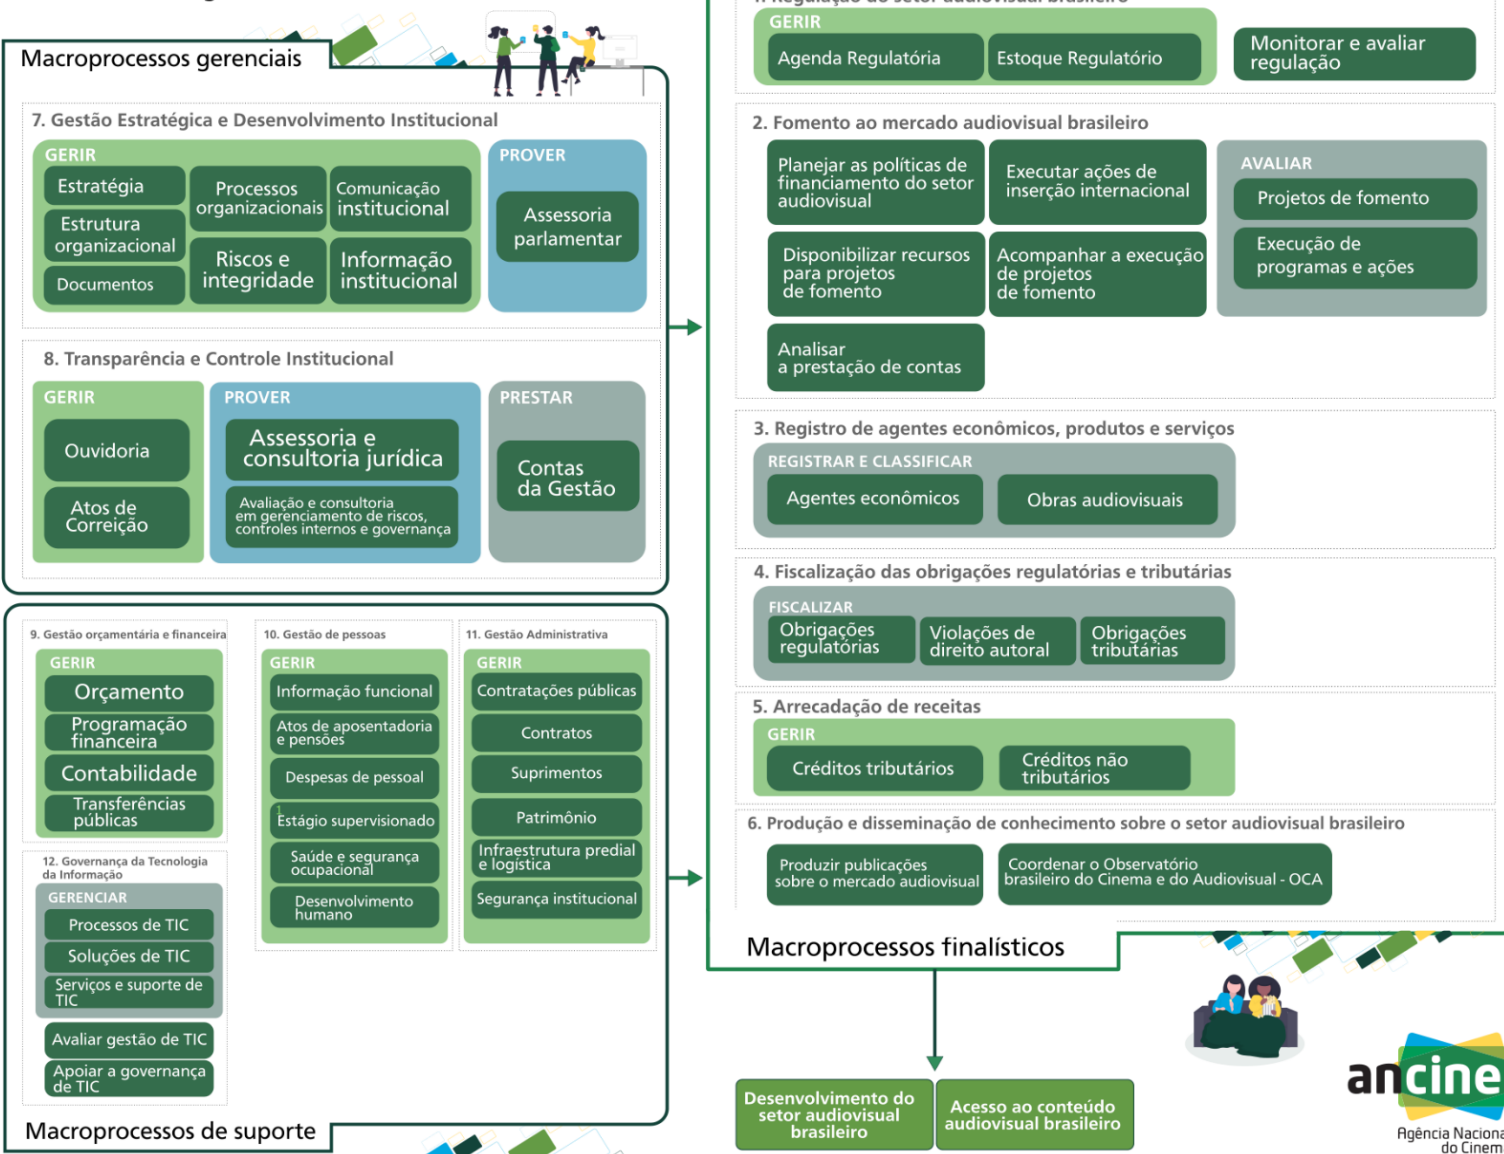 Macroprocessos gerenciais
7. Gestão Estratégica e Desenvolvimento Institucional
GERIR
Estratégia
Estrutura
organizacional
Documentos
Processos
organizacionais
Riscos e
integridade
Comunicação
institucional
Informação
institucional
PROVER
Assessoria
parlamentar
8. Transparência e Controle Institucional
GERIR
Ouvidoria
Atos de
Correição
PROVER
Assessoria e
consultoria jurídica
Avaliação e consultoria
em gerenciamento de riscos,
controles internos e governança
PRESTAR
Contas
da Gestão
9. Gestão orçamentária e financeira
GERIR
Orçamento
Programação
financeira
Contabilidade
Transferências
públicas
10. Gestão de pessoas
GERIR
Informação funcional
Atos de aposentadoria
e pensões
Despesas de pessoal
Estágio supervisionado
Saúde e segurança
ocupacional
Desenvolvimento
humano
11. Gestão Administrativa
GERIR
Contratações públicas
Contratos
Suprimentos
Patrimônio
Infraestrutura predial
e logística
Segurança institucional
12. Governança da Tecnologia
da Informação
GERENCIAR
Processos de TIC
Soluções de TIC
Serviços e suporte de
TIC
Avaliar gestão de TIC
Apoiar a governança
de TIC
Macroprocessos de suporte
1. Regulação do setor audiovisual brasileiro
GERIR
Agenda Regulatória
Estoque Regulatório
Monitorar e avaliar
regulação
2. Fomento ao mercado audiovisual brasileiro
Planejar as políticas de
financiamento do setor
audiovisual
Executar ações de
inserção internacional
Disponibilizar recursos
para projetos
de fomento
Acompanhar a execução
de projetos
de fomento
Analisar
a prestação de contas
AVALIAR
Projetos de fomento
Execução de
programas e ações
3. Registro de agentes econômicos, produtos e serviços
REGISTRAR E CLASSIFICAR
Agentes econômicos
Obras audiovisuais
4. Fiscalização das obrigações regulatórias e tributárias
FISCALIZAR
Obrigações
regulatórias
Violações de
direito autoral
Obrigações
tributárias
5. Arrecadação de receitas
GERIR
Créditos tributários
Créditos não
tributários
6. Produção e disseminação de conhecimento sobre o setor audiovisual brasileiro
Produzir publicações
sobre o mercado audiovisual
Coordenar o Observatório
brasileiro do Cinema e do Audiovisual - OCA
Macroprocessos finalísticos
Desenvolvimento do
setor audiovisual
brasileiro
Acesso ao conteúdo
audiovisual brasileiro
ancine
Agência Nacional
do Cinema